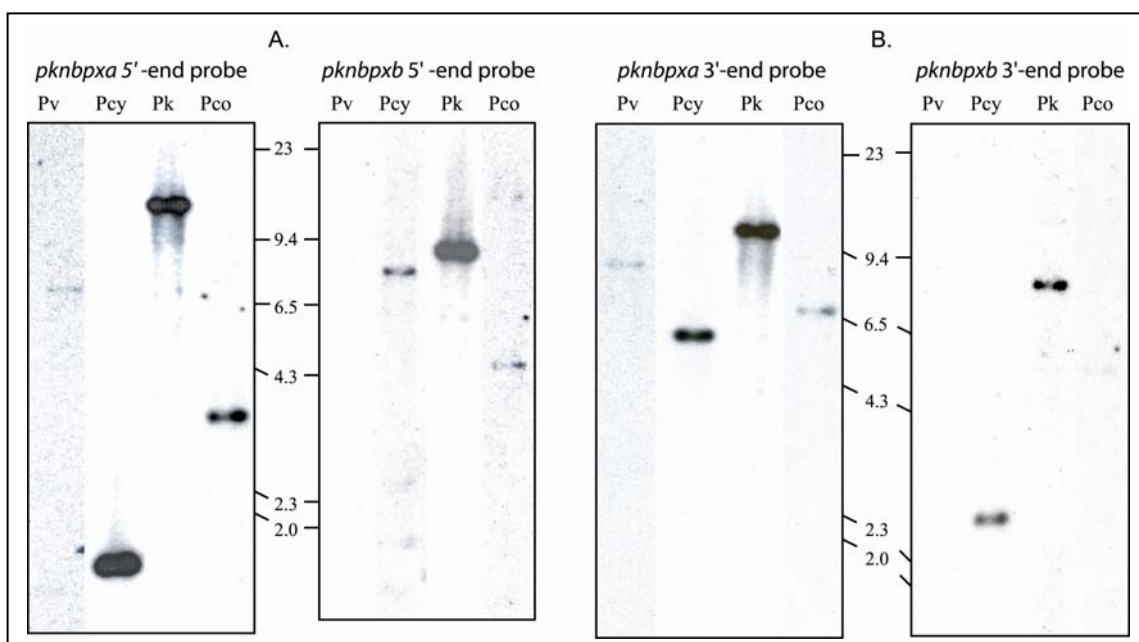 A.
pknbpxa 5' -end probe
Pv Pcy Pk Pco
23
9.4
6.5
4.3
2.3
2.0
pknbpxb 5' -end probe
Pv Pcy Pk Pco
B.
pknbpxa 3'-end probe
Pv Pcy Pk Pco
23
9.4
6.5
4.3
2.3
2.0
pknbpxb 3'-end probe
Pv Pcy Pk Pco